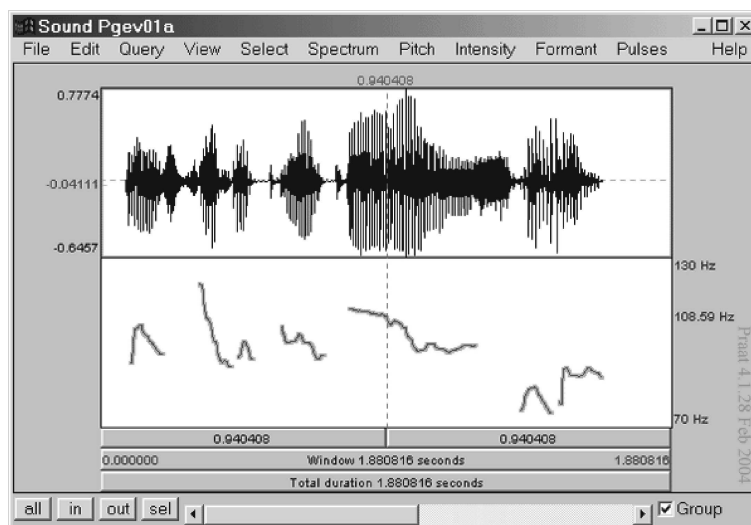 Sound Pgev01a
File Edit Query View Select Spectrum Pitch Intensity Formant Pulses Help
0.940408
0.7774
-0.04111
-0.6457
130 Hz
108.59 Hz
70 Hz
Praat 4.1.28 Feb 2004
0.940408 0.940408
0.000000 Window 1.880816 seconds 1.880816
Total duration 1.880816 seconds
all in out sel Group